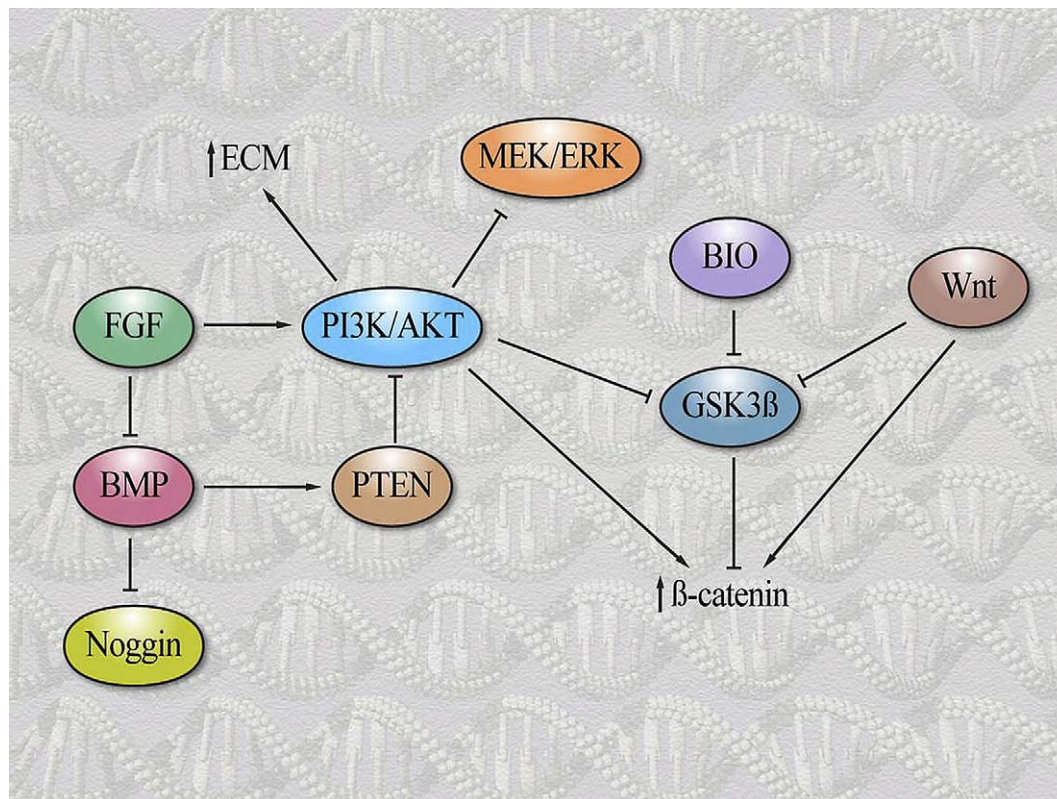 ↑ECM
MEK/ERK
BIO
Wnt
FGF
PI3K/AKT
GSK3ß
BMP
PTEN
↑ß-catenin
Noggin